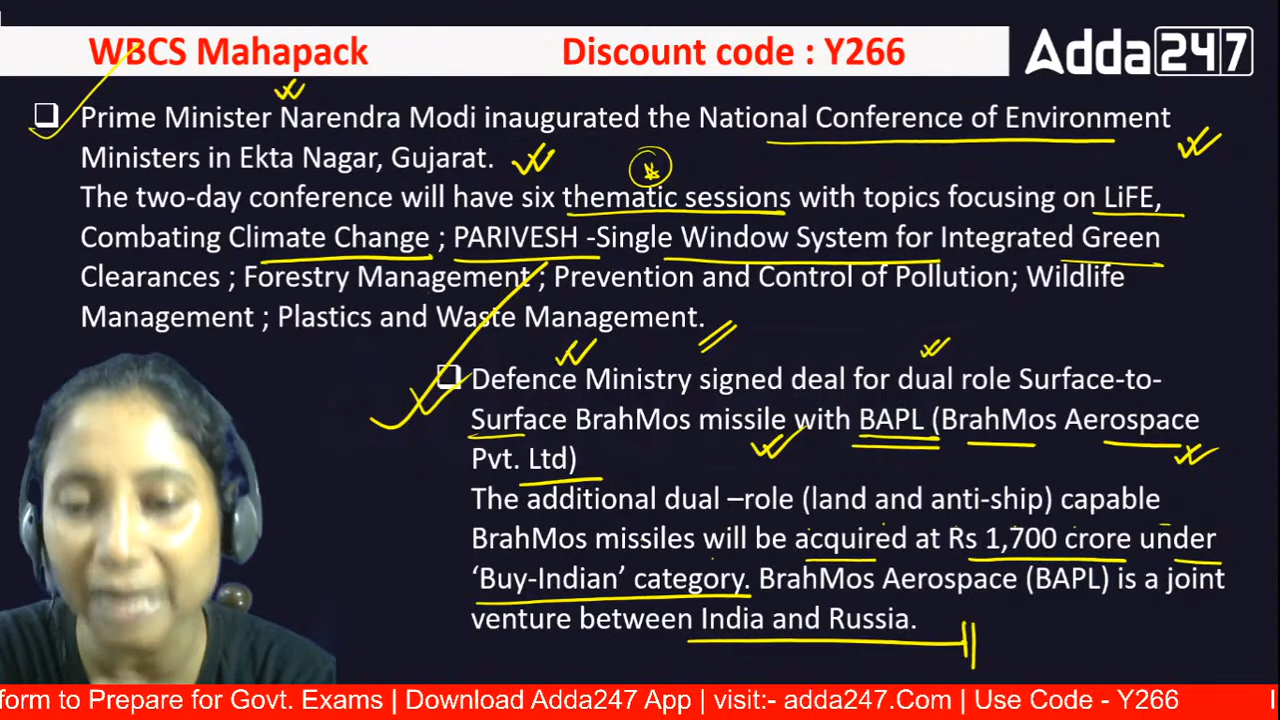 WBCS Mahapack
Discount code : Y266
Adda247
Prime Minister Narendra Modi inaugurated the National Conference of Environment
Ministers in Ekta Nagar, Gujarat.
The two-day conference will have six thematic sessions with topics focusing on LiFE,
Combating Climate Change ; PARIVESH -Single Window System for Integrated Green
Clearances ; Forestry Management ; Prevention and Control of Pollution; Wildlife
Management ; Plastics and Waste Management.
Defence Ministry signed deal for dual role Surface-to-
Surface BrahMos missile with BAPL (BrahMos Aerospace
Pvt. Ltd)
The additional dual –role (land and anti-ship) capable
BrahMos missiles will be acquired at Rs 1,700 crore under
‘Buy-Indian’ category. BrahMos Aerospace (BAPL) is a joint
venture between India and Russia.
form to Prepare for Govt. Exams | Download Adda247 App | visit:- adda247.Com | Use Code - Y266